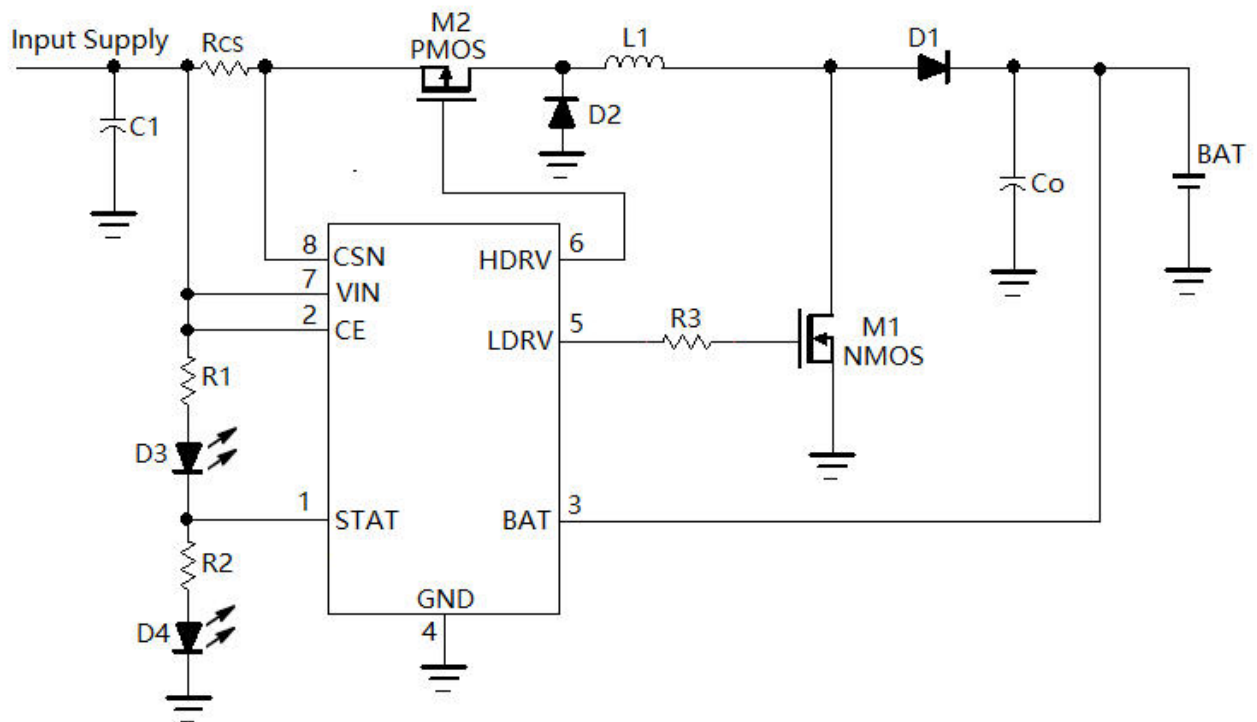 Input Supply
RCS
M2
PMOS
L1
D1
C1
D2
Co
BAT
8
CSN
7
VIN
2
CE
6
HDRV
5
LDRV
R3
M1
NMOS
R1
D3
1
STAT
3
BAT
R2
D4
GND
4